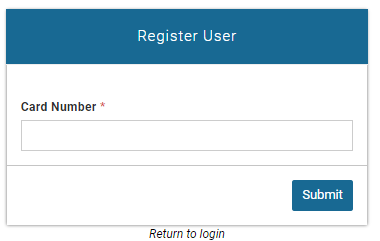 Register User
Card Number *
Submit
Return to login